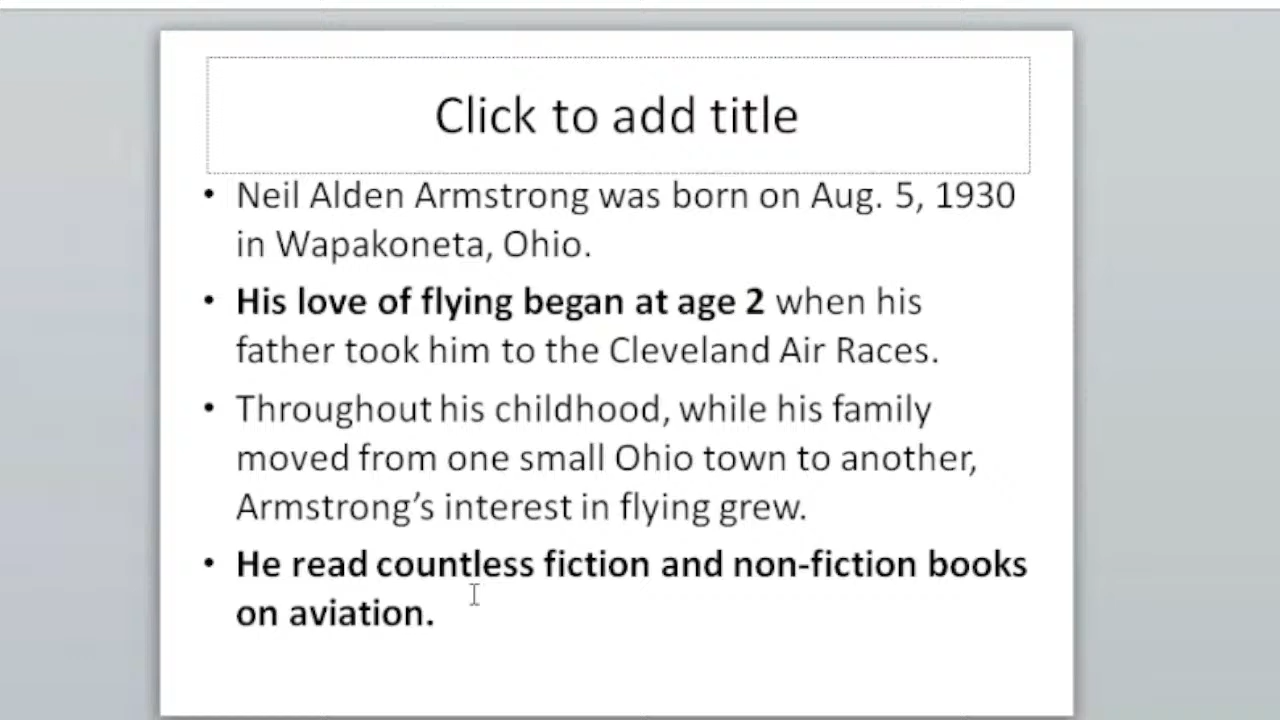 Click to add title
• Neil Alden Armstrong was born on Aug. 5, 1930
in Wapakoneta, Ohio.
• His love of flying began at age 2 when his
father took him to the Cleveland Air Races.
• Throughout his childhood, while his family
moved from one small Ohio town to another,
Armstrong’s interest in flying grew.
• He read countless fiction and non-fiction books
on aviation.